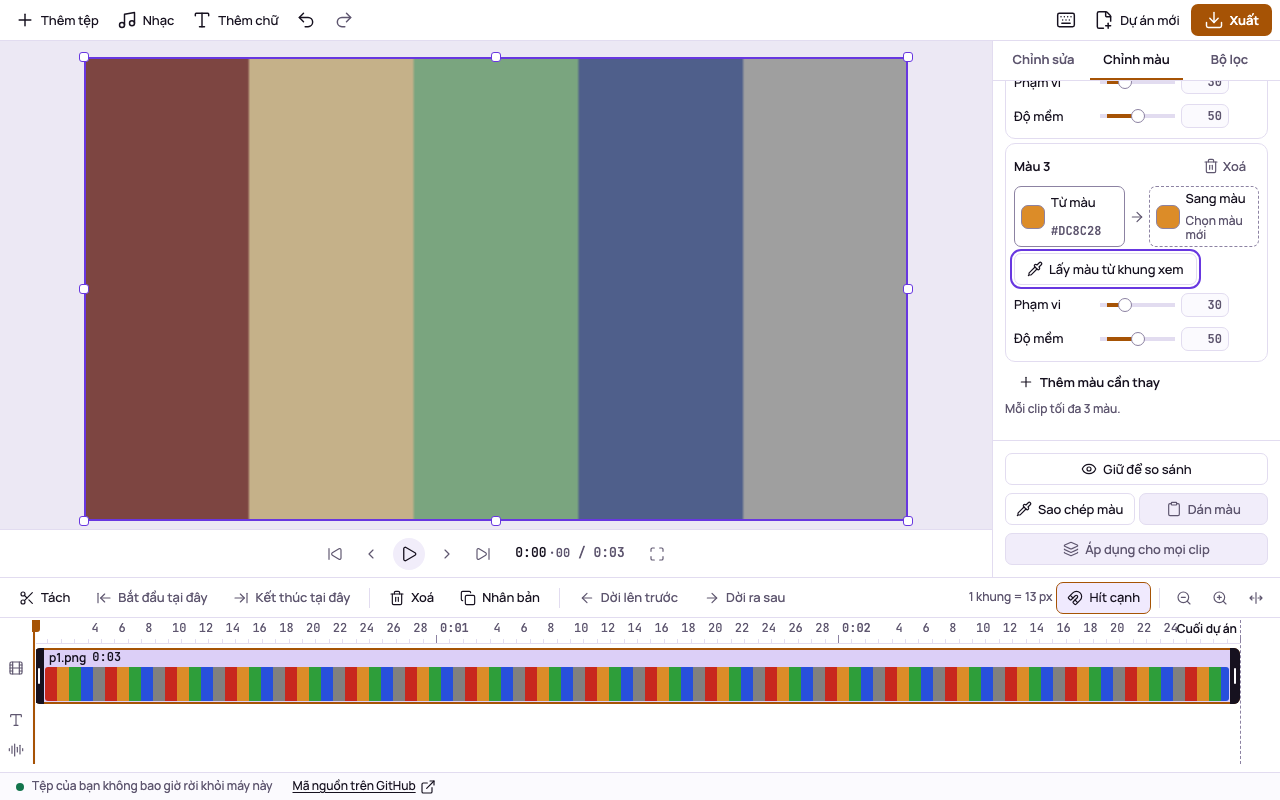 Thêm tệp
Nhạc
Thêm chữ
Dự án mới
Xuất
Chỉnh sửa
Chỉnh màu
Bộ lọc
Phạm vi
30
Độ mềm
50
Màu 3
Xoá
Từ màu
#DC8C28
Sang màu
Chọn màu
mới
Lấy màu từ khung xem
Phạm vi
30
Độ mềm
50
Thêm màu cần thay
Mỗi clip tối đa 3 màu.
Giữ để so sánh
Sao chép màu
Dán màu
Áp dụng cho mọi clip
0:00·00 / 0:03
Tách
Bắt đầu tại đây
Kết thúc tại đây
Xoá
Nhân bản
Dời lên trước
Dời ra sau
1 khung = 13 px
Hít cạnh
4 6 8 10 12 14 16 18 20 22 24 26 28 0:01 4 6 8 10 12 14 16 18 20 22 24 26 28 0:02 4 6 8 10 12 14 16 18 20 22 24 Cuối dự án
p1.png 0:03
Tệp của bạn không bao giờ rời khỏi máy này
Mã nguồn trên GitHub